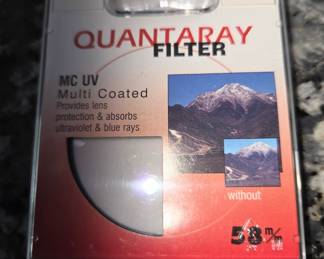 QUANTARAY
FILTER
MC UV
Multi Coated
Provides lens
protection & absorbs
ultraviolet & blue rays
without
58 m/m